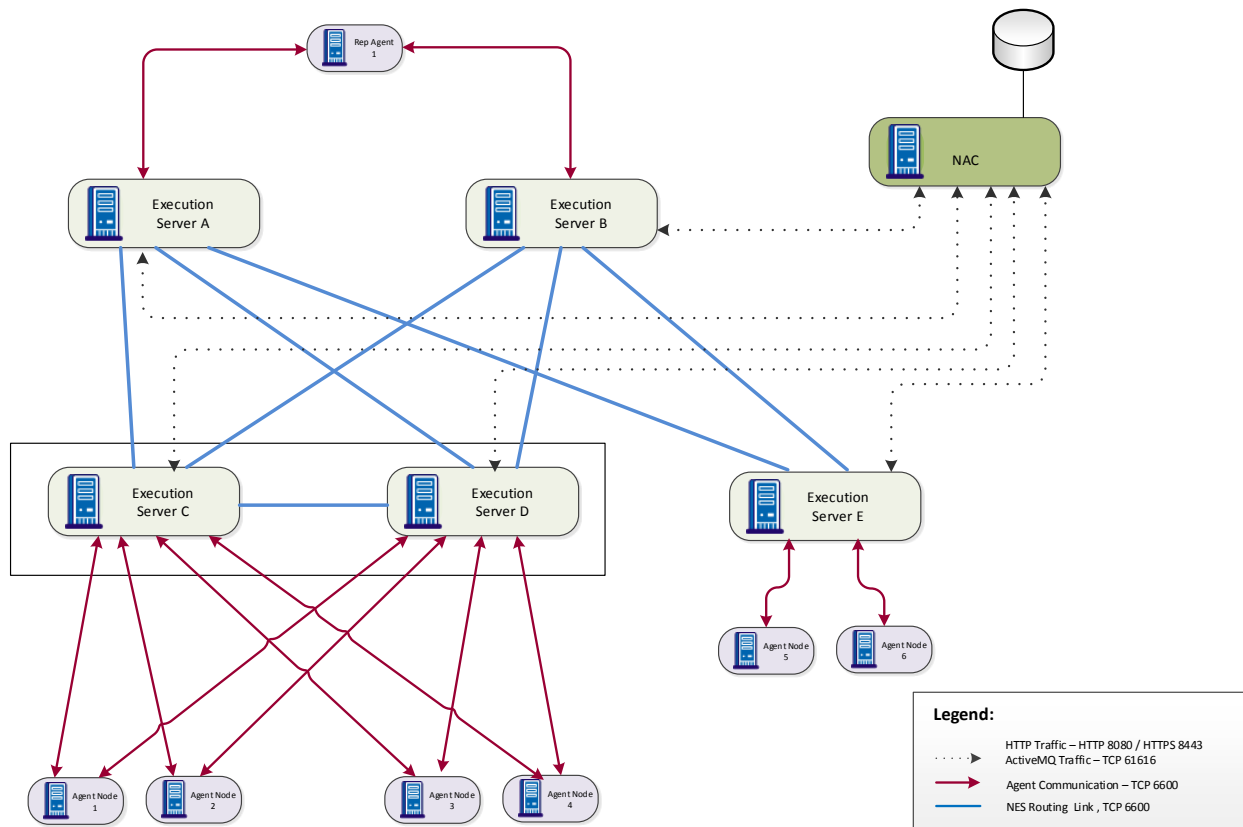 Rep Agent
1
NAC
Execution
Server A
Execution
Server B
Execution
Server C
Execution
Server D
Execution
Server E
Agent Node
5
Agent Node
6
Agent Node
1
Agent Node
2
Agent Node
3
Agent Node
4
Legend:
HTTP Traffic – HTTP 8080 / HTTPS 8443
ActiveMQ Traffic – TCP 61616
Agent Communication – TCP 6600
NES Routing Link , TCP 6600